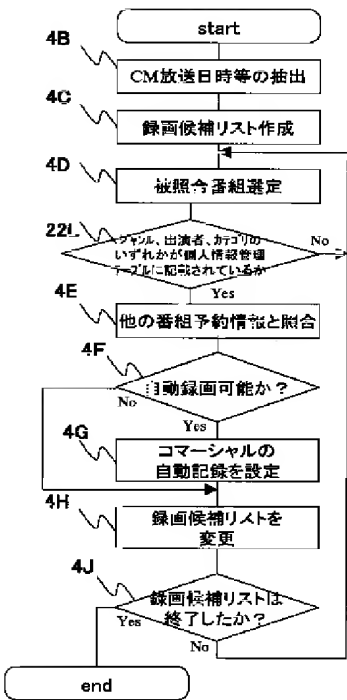 start
4B
CM放送日時等の抽出
4C
録画候補リスト作成
4D
被照合番組選定
ジャンル、出演者、カテゴリの
いずれかが個人情報管理
テーブルに記載されているか
No
Yes
4E
他の番組予約情報と照合
4F
自動録画可能か？
No
Yes
4G
コマーシャルの
自動記録を設定
4H
録画候補リストを
変更
4J
録画候補リストは
終了したか？
Yes
No
end